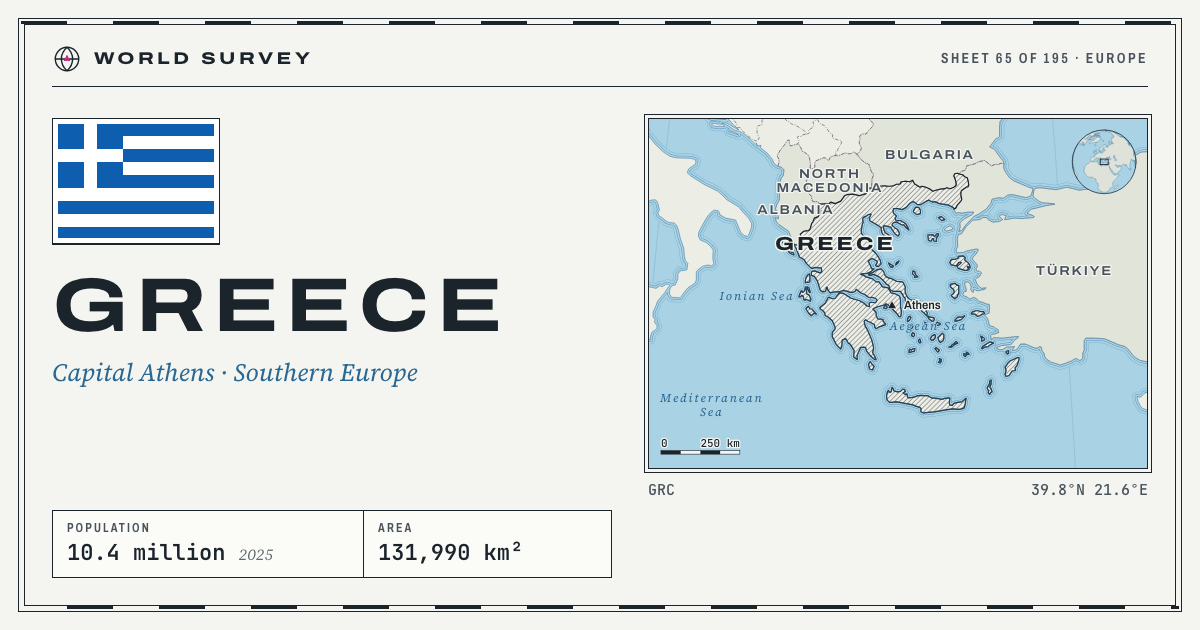 WORLD SURVEY
SHEET 65 OF 195 · EUROPE
GREECE
Capital Athens · Southern Europe
POPULATION
10.4 million 2025
AREA
131,990 km²
BULGARIA
NORTH
MACEDONIA
ALBANIA
GREECE
TÜRKIYE
Ionian Sea
Athens
Aegean Sea
Mediterranean
Sea
0 250 km
GRC
39.8°N 21.6°E